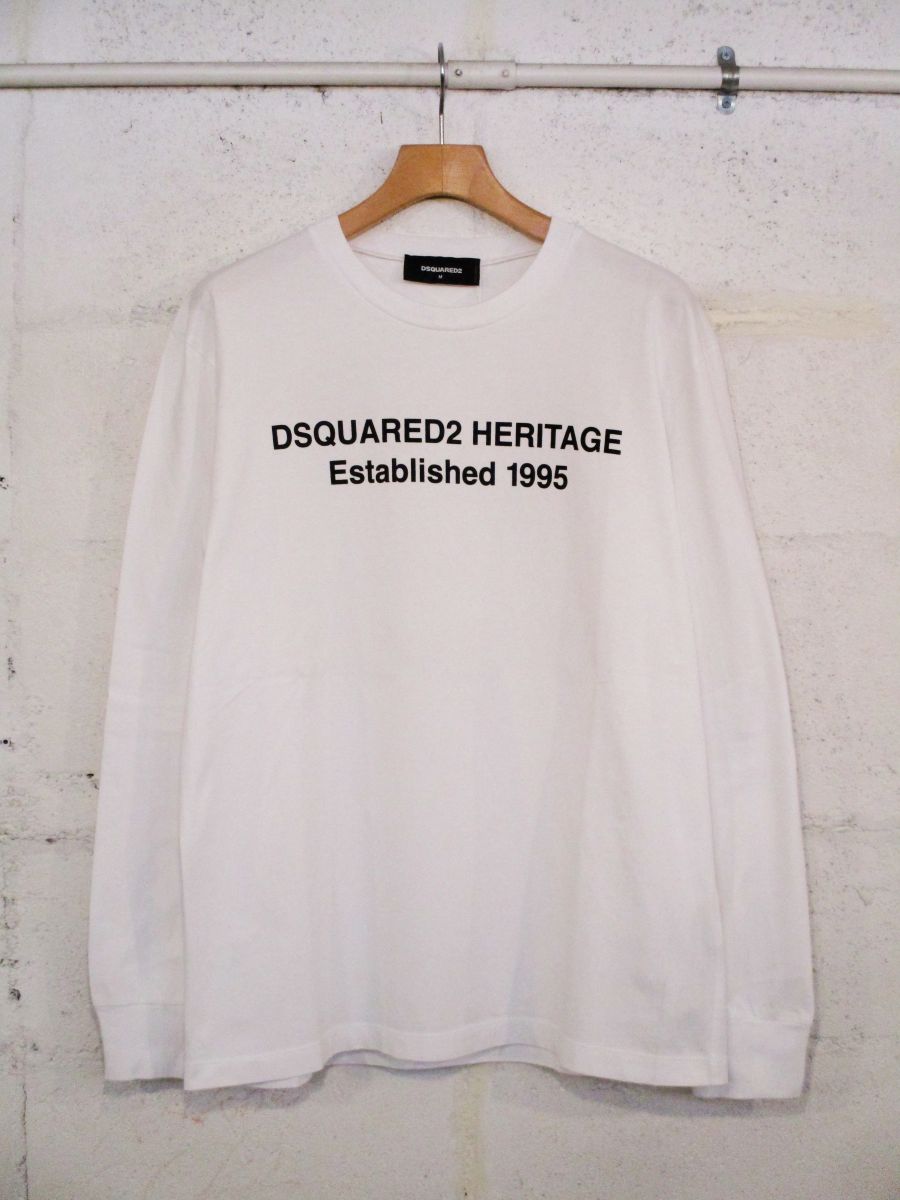 DSQUARED2
M
DSQUARED2 HERITAGE
Established 1995